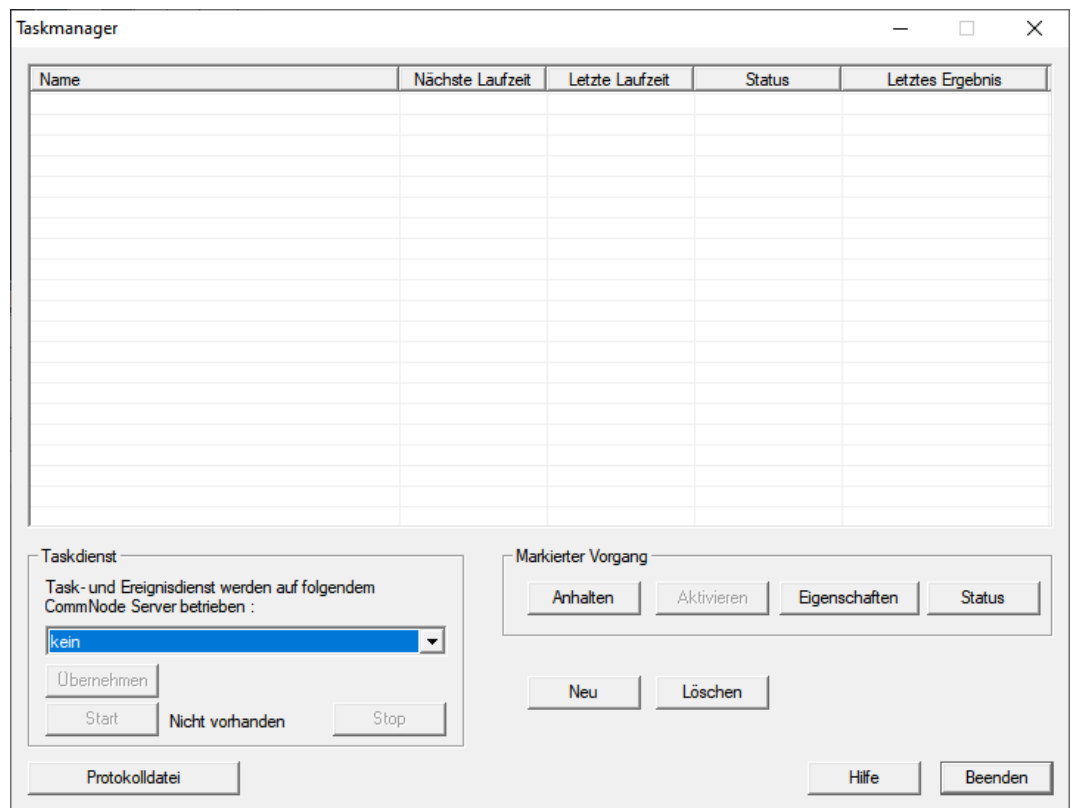 Taskmanager
Name Nächste Laufzeit Letzte Laufzeit Status Letztes Ergebnis
Taskdienst
Task- und Ereignisdienst werden auf folgendem
CommNode Server betrieben :
kein
Übernehmen
Start Nicht vorhanden Stop
Markierter Vorgang
Anhalten Aktivieren Eigenschaften Status
Neu Löschen
Protokolldatei Hilfe Beenden